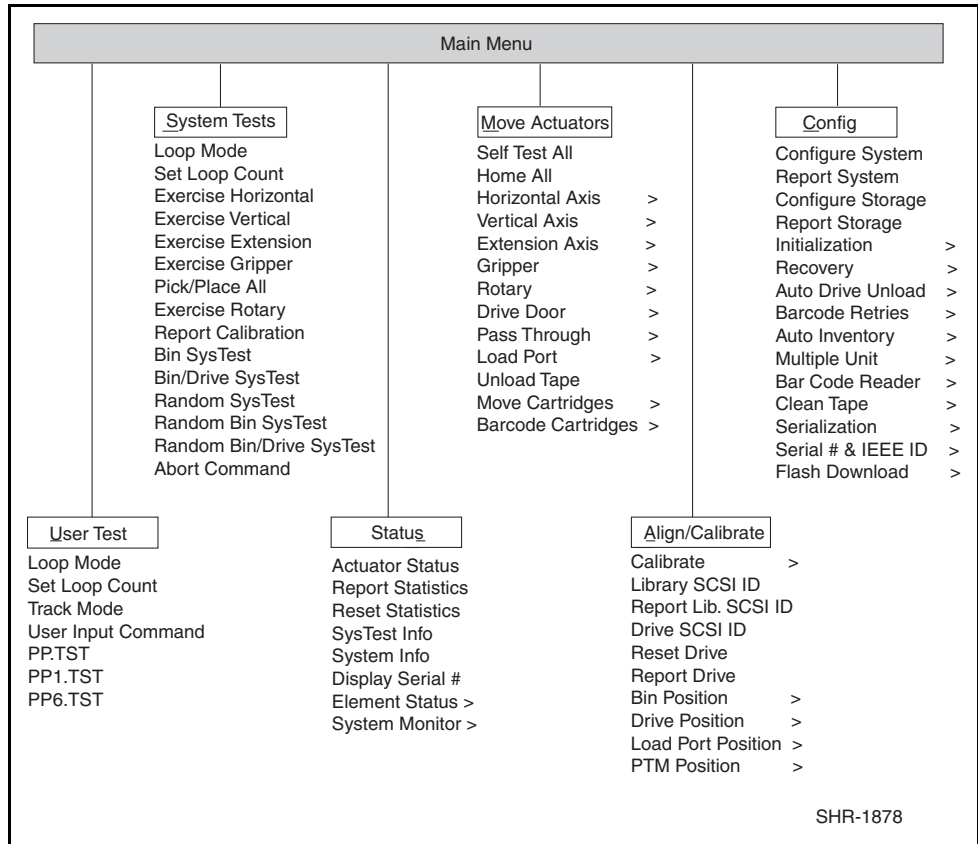 Main Menu
System Tests
Loop Mode
Set Loop Count
Exercise Horizontal
Exercise Vertical
Exercise Extension
Exercise Gripper
Pick/Place All
Exercise Rotary
Report Calibration
Bin SysTest
Bin/Drive SysTest
Random SysTest
Random Bin SysTest
Random Bin/Drive SysTest
Abort Command
Move Actuators
Self Test All
Home All
Horizontal Axis >
Vertical Axis >
Extension Axis >
Gripper >
Rotary >
Drive Door >
Pass Through >
Load Port >
Unload Tape
Move Cartridges >
Barcode Cartridges >
Config
Configure System
Report System
Configure Storage
Report Storage
Initialization >
Recovery >
Auto Drive Unload >
Barcode Retries >
Auto Inventory >
Multiple Unit >
Bar Code Reader >
Clean Tape >
Serialization >
Serial # & IEEE ID >
Flash Download >
User Test
Loop Mode
Set Loop Count
Track Mode
User Input Command
PP.TST
PP1.TST
PP6.TST
Status
Actuator Status
Report Statistics
Reset Statistics
SysTest Info
System Info
Display Serial #
Element Status >
System Monitor >
Align/Calibrate
Calibrate >
Library SCSI ID
Report Lib. SCSI ID
Drive SCSI ID
Reset Drive
Report Drive
Bin Position >
Drive Position >
Load Port Position >
PTM Position >
SHR-1878